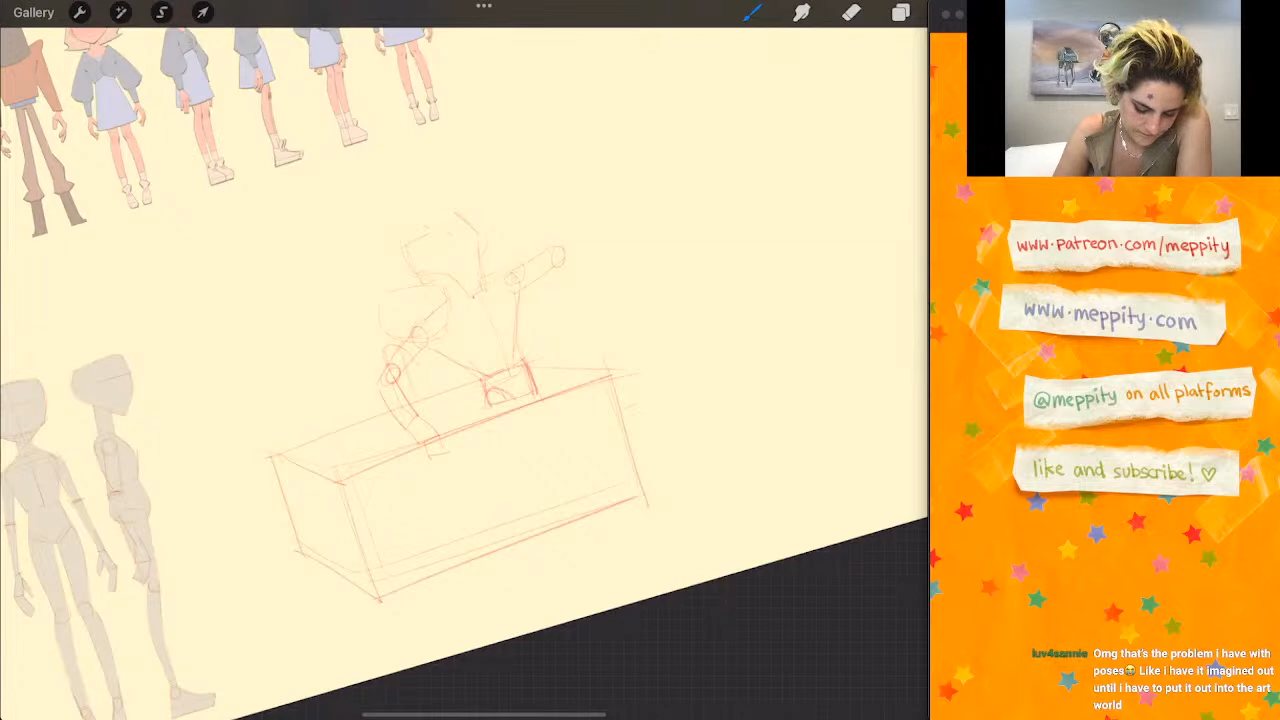 Gallery
www.patreon.com/meppity
www.meppity.com
@meppity on all platforms
like and subscribe! ♡
luv4sannie Omg that's the problem i have with
poses😭 Like i have it imagined out
until i have to put it out into the art
world